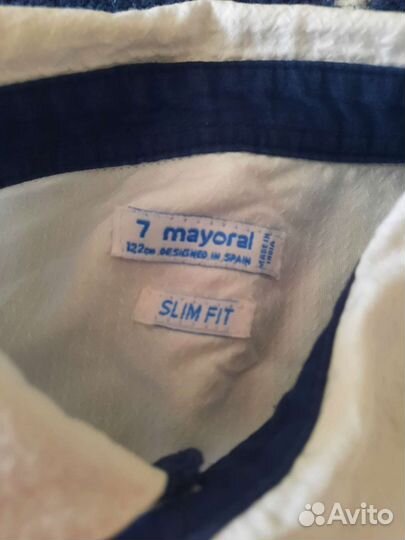 7 mayoral
122cm DESIGNED IN SPAIN
MADE IN
INDIA
SLIM FIT
Avito